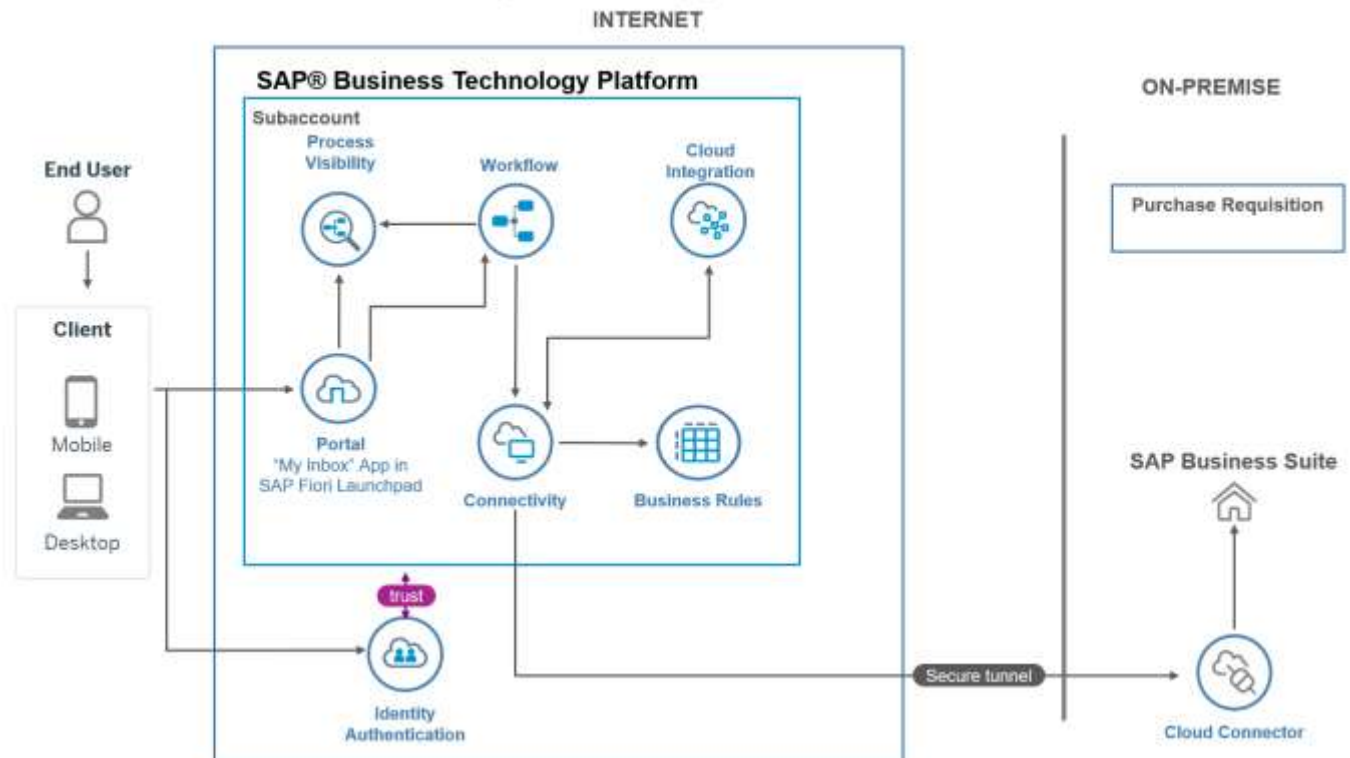 INTERNET
SAP® Business Technology Platform
ON-PREMISE
Subaccount
Process
Visibility
Workflow
Cloud
Integration
End User
Purchase Requisition
Client
Mobile
Desktop
Portal
"My Inbox" App in
SAP Fiori Launchpad
Connectivity
Business Rules
SAP Business Suite
trust
Identity
Authentication
Secure tunnel
Cloud Connector